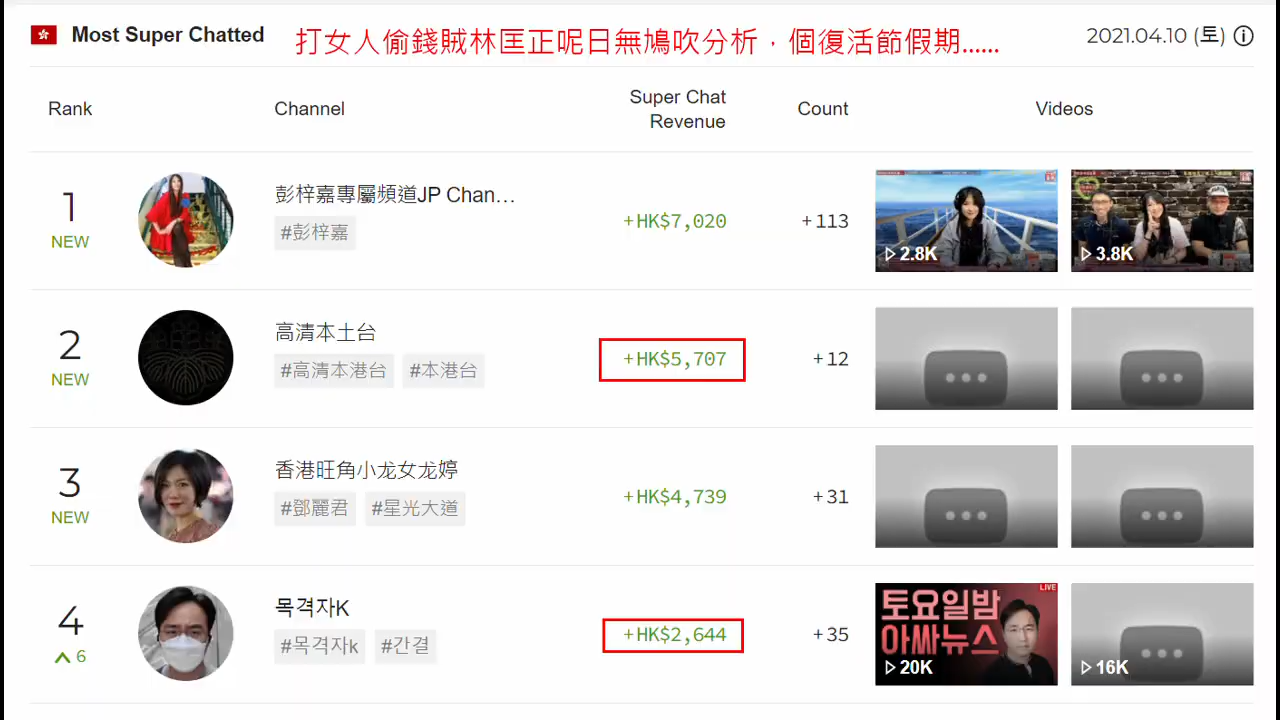 Most Super Chatted
打女人偷錢賊林匡正呢日無鳩吹分析，個復活節假期......
2021.04.10 (토)
Rank
Channel
Super Chat
Revenue
Count
Videos
1
NEW
彭梓嘉專屬頻道JP Chan…
#彭梓嘉
+HK$7,020
+113
2.8K
3.8K
2
NEW
高清本土台
#高清本港台 #本港台
+HK$5,707
+12
3
NEW
香港旺角小龙女龙婷
#鄧麗君 #星光大道
+HK$4,739
+31
4
6
목격자K
#목격자k #간결
+HK$2,644
+35
토요일밤
아싸뉴스
LIVE
20K
16K